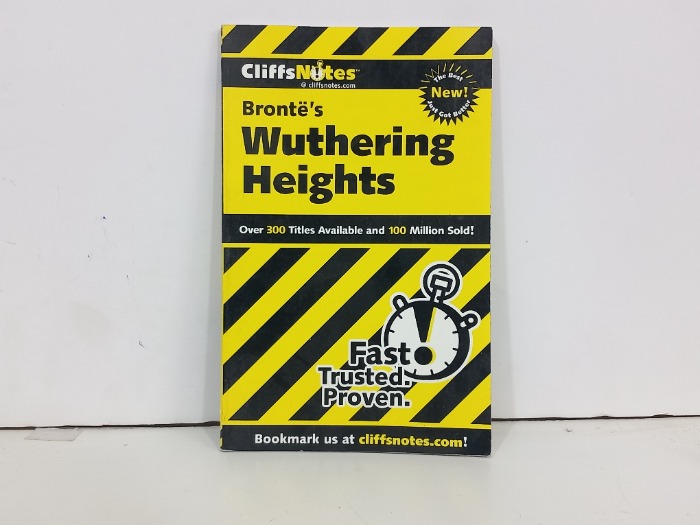 CliffsNotes™
@ cliffsnotes.com
The Best
New!
Just Got Better
Brontë's
Wuthering
Heights
Over 300 Titles Available and 100 Million Sold!
Fast.
Trusted.
Proven.
Bookmark us at cliffsnotes.com!